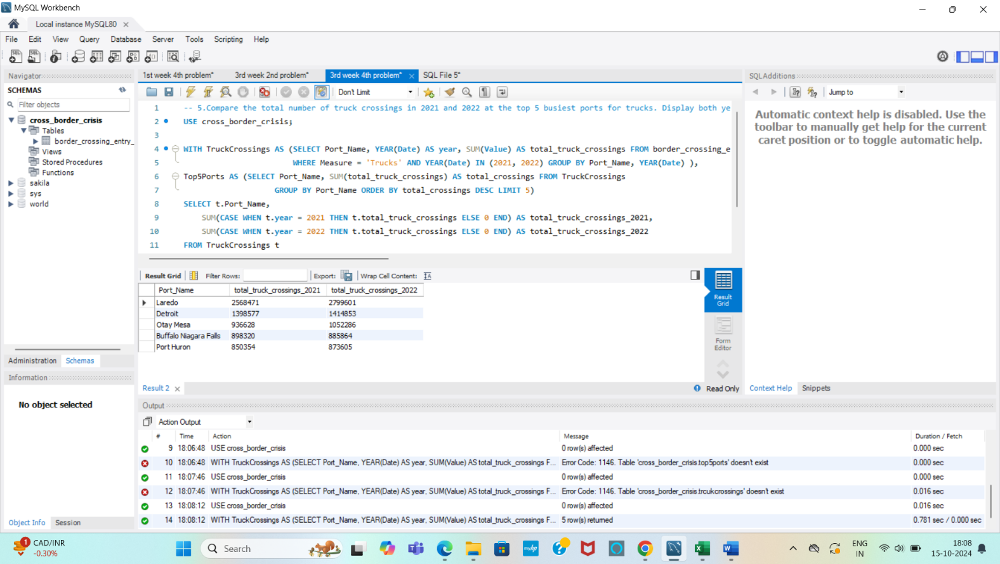 MySQL Workbench
Local instance MySQL80
File Edit View Query Database Server Tools Scripting Help
Navigator
SCHEMAS
Filter objects
cross_border_crisis
Tables
border_crossing_entry_
Views
Stored Procedures
Functions
sakila
sys
world
Administration Schemas
Information
No object selected
Object Info Session
1st week 4th problem* 3rd week 2nd problem* 3rd week 4th problem* SQL File 5*
Don't Limit
1 -- 5.Compare the total number of truck crossings in 2021 and 2022 at the top 5 busiest ports for trucks. Display both ye
2 USE cross_border_crisis;
3
4 WITH TruckCrossings AS (SELECT Port_Name, YEAR(Date) AS year, SUM(Value) AS total_truck_crossings FROM border_crossing_e
5 WHERE Measure = 'Trucks' AND YEAR(Date) IN (2021, 2022) GROUP BY Port_Name, YEAR(Date) ),
6 Top5Ports AS (SELECT Port_Name, SUM(total_truck_crossings) AS total_crossings FROM TruckCrossings
7 GROUP BY Port_Name ORDER BY total_crossings DESC LIMIT 5)
8 SELECT t.Port_Name,
9 SUM(CASE WHEN t.year = 2021 THEN t.total_truck_crossings ELSE 0 END) AS total_truck_crossings_2021,
10 SUM(CASE WHEN t.year = 2022 THEN t.total_truck_crossings ELSE 0 END) AS total_truck_crossings_2022
11 FROM TruckCrossings t
Result Grid Filter Rows: Export: Wrap Cell Content:
Port_Name total_truck_crossings_2021 total_truck_crossings_2022
Laredo 2568471 2799601
Detroit 1398577 1414853
Otay Mesa 936628 1052286
Buffalo Niagara Falls 898320 885864
Port Huron 850354 873605
Result Grid
Form Editor
Result 2
Read Only
SQLAdditions
Jump to
Automatic context help is disabled. Use the
toolbar to manually get help for the current
caret position or to toggle automatic help.
Context Help Snippets
Output
Action Output
# Time Action Message Duration / Fetch
9 18:06:48 USE cross_border_crisis 0 row(s) affected 0.000 sec
10 18:06:48 WITH TruckCrossings AS (SELECT Port_Name, YEAR(Date) AS year, SUM(Value) AS total_truck_crossings F... Error Code: 1146. Table 'cross_border_crisis.top5ports' doesn't exist 0.000 sec
11 18:07:46 USE cross_border_crisis 0 row(s) affected 0.000 sec
12 18:07:46 WITH TruckCrossings AS (SELECT Port_Name, YEAR(Date) AS year, SUM(Value) AS total_truck_crossings F... Error Code: 1146. Table 'cross_border_crisis.trcukcrossings' doesn't exist 0.016 sec
13 18:08:12 USE cross_border_crisis 0 row(s) affected 0.016 sec
14 18:08:12 WITH TruckCrossings AS (SELECT Port_Name, YEAR(Date) AS year, SUM(Value) AS total_truck_crossings F... 5 row(s) returned 0.781 sec / 0.000 sec
1 CAD/INR
-0.30%
Search
myhp
ENG
IN
18:08
15-10-2024